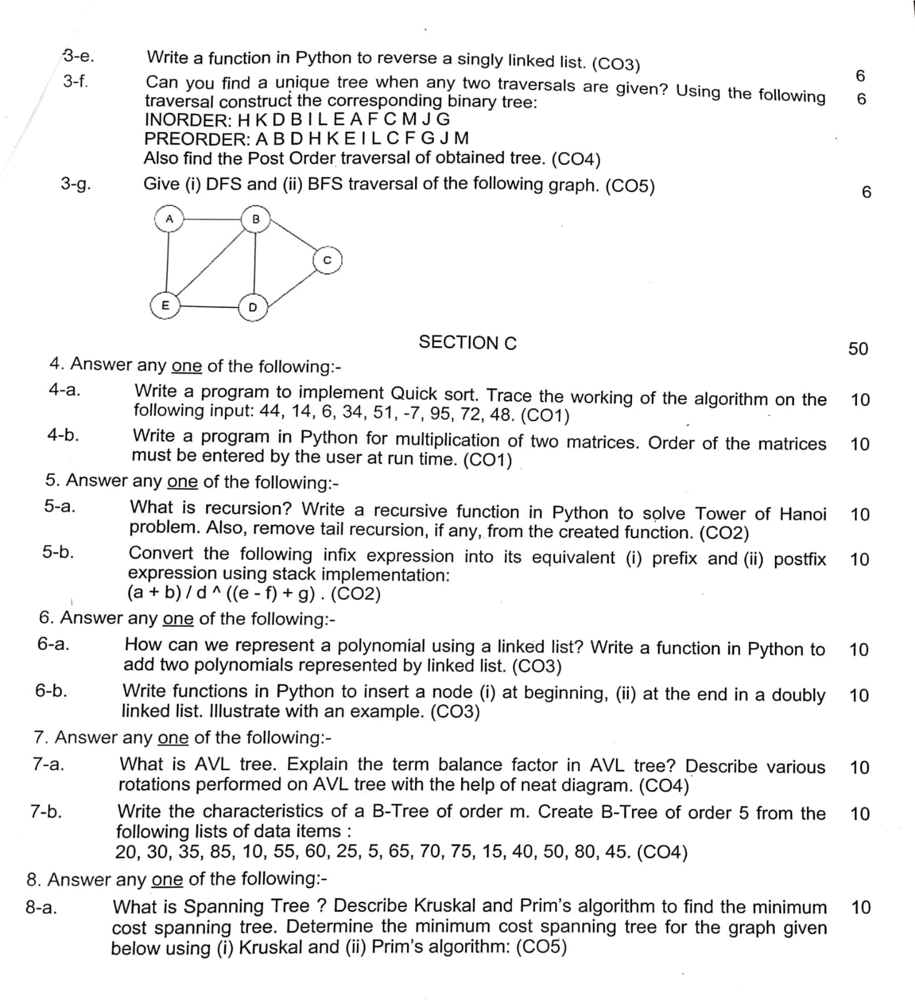 3-e. Write a function in Python to reverse a singly linked list. (CO3) 6
3-f. Can you find a unique tree when any two traversals are given? Using the following 6
traversal construct the corresponding binary tree:
INORDER: H K D B I L E A F C M J G
PREORDER: A B D H K E I L C F G J M
Also find the Post Order traversal of obtained tree. (CO4)
3-g. Give (i) DFS and (ii) BFS traversal of the following graph. (CO5) 6
A B
C
E D
SECTION C 50
4. Answer any one of the following:-
4-a. Write a program to implement Quick sort. Trace the working of the algorithm on the 10
following input: 44, 14, 6, 34, 51, -7, 95, 72, 48. (CO1)
4-b. Write a program in Python for multiplication of two matrices. Order of the matrices 10
must be entered by the user at run time. (CO1)
5. Answer any one of the following:-
5-a. What is recursion? Write a recursive function in Python to solve Tower of Hanoi 10
problem. Also, remove tail recursion, if any, from the created function. (CO2)
5-b. Convert the following infix expression into its equivalent (i) prefix and (ii) postfix 10
expression using stack implementation:
(a + b) / d ^ ((e - f) + g) . (CO2)
6. Answer any one of the following:-
6-a. How can we represent a polynomial using a linked list? Write a function in Python to 10
add two polynomials represented by linked list. (CO3)
6-b. Write functions in Python to insert a node (i) at beginning, (ii) at the end in a doubly 10
linked list. Illustrate with an example. (CO3)
7. Answer any one of the following:-
7-a. What is AVL tree. Explain the term balance factor in AVL tree? Describe various 10
rotations performed on AVL tree with the help of neat diagram. (CO4)
7-b. Write the characteristics of a B-Tree of order m. Create B-Tree of order 5 from the 10
following lists of data items :
20, 30, 35, 85, 10, 55, 60, 25, 5, 65, 70, 75, 15, 40, 50, 80, 45. (CO4)
8. Answer any one of the following:-
8-a. What is Spanning Tree ? Describe Kruskal and Prim's algorithm to find the minimum 10
cost spanning tree. Determine the minimum cost spanning tree for the graph given
below using (i) Kruskal and (ii) Prim's algorithm: (CO5)